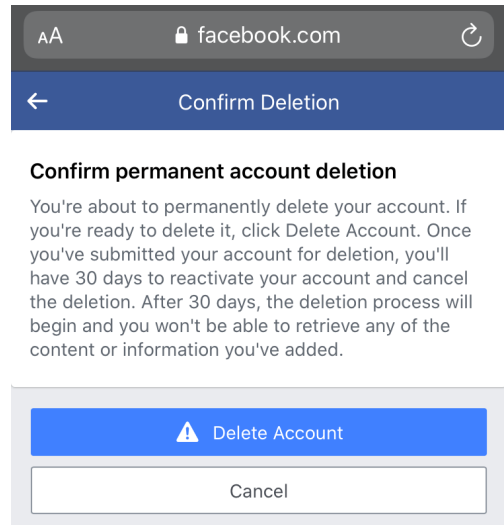 AA facebook.com
Confirm Deletion
Confirm permanent account deletion
You're about to permanently delete your account. If
you're ready to delete it, click Delete Account. Once
you've submitted your account for deletion, you'll
have 30 days to reactivate your account and cancel
the deletion. After 30 days, the deletion process will
begin and you won't be able to retrieve any of the
content or information you've added.
Delete Account
Cancel